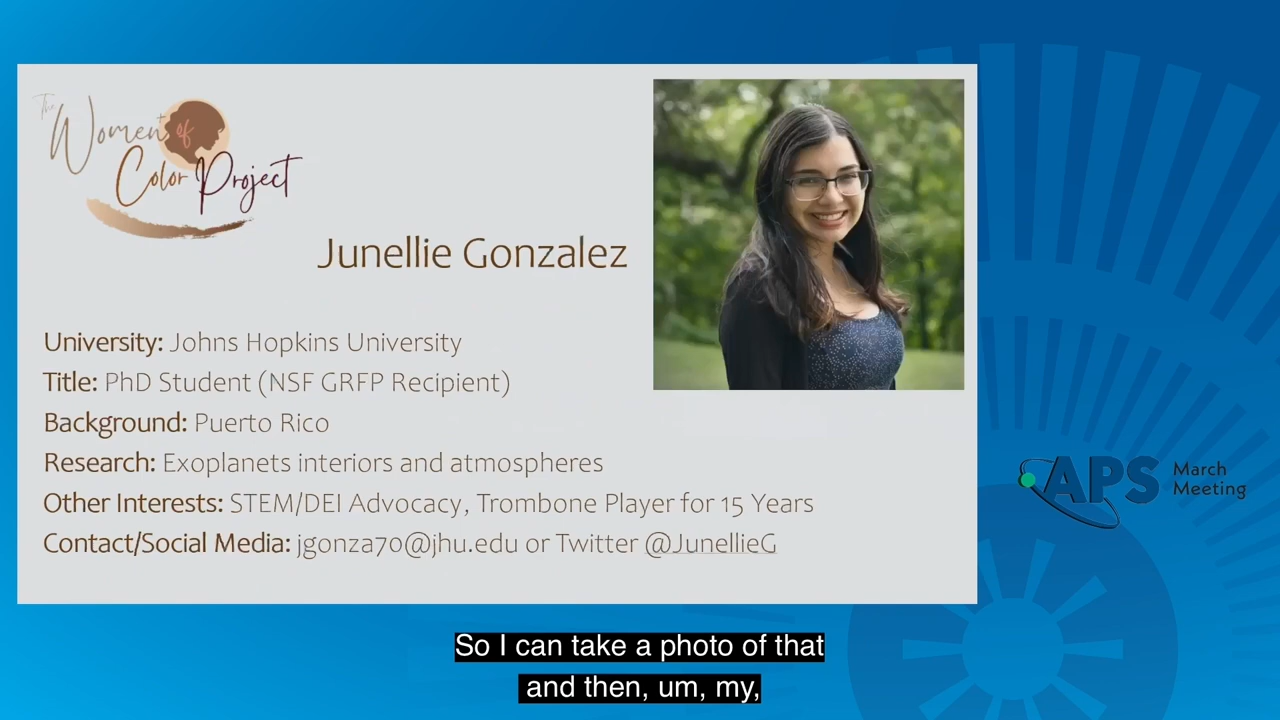 The
Women of
Color Project
Junellie Gonzalez
University: Johns Hopkins University
Title: PhD Student (NSF GRFP Recipient)
Background: Puerto Rico
Research: Exoplanets interiors and atmospheres
Other Interests: STEM/DEI Advocacy, Trombone Player for 15 Years
Contact/Social Media: jgonza70@jhu.edu or Twitter @JunellieG
APS March
Meeting
So I can take a photo of that
and then, um, my,